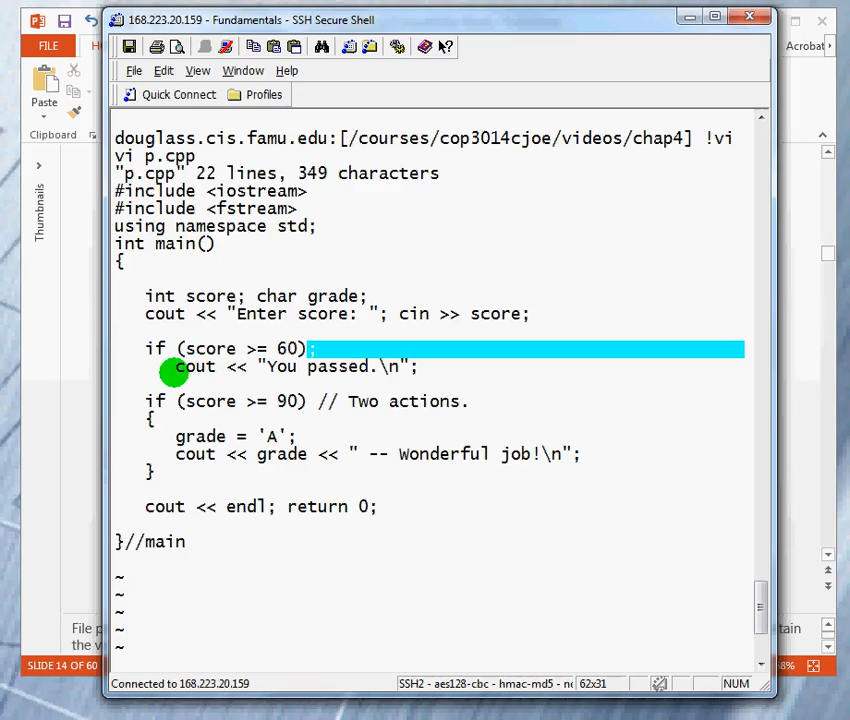 168.223.20.159 - Fundamentals - SSH Secure Shell
FILE
Acrobat
File Edit View Window Help
Paste
Quick Connect Profiles
Clipboard
Thumbnails
douglass.cis.famu.edu:[/courses/cop3014cjoe/videos/chap4] !vi
vi p.cpp
"p.cpp" 22 lines, 349 characters
#include <iostream>
#include <fstream>
using namespace std;
int main()
{
int score; char grade;
cout << "Enter score: "; cin >> score;
if (score >= 60);
cout << "You passed.\n";
if (score >= 90) // Two actions.
{
grade = 'A';
cout << grade << " -- Wonderful job!\n";
}
cout << endl; return 0;
}//main
~
~
~
~
~
File p
tain
the v
SLIDE 14 OF 60
Connected to 168.223.20.159 SSH2 - aes128-cbc - hmac-md5 - nc 62x31 NUM